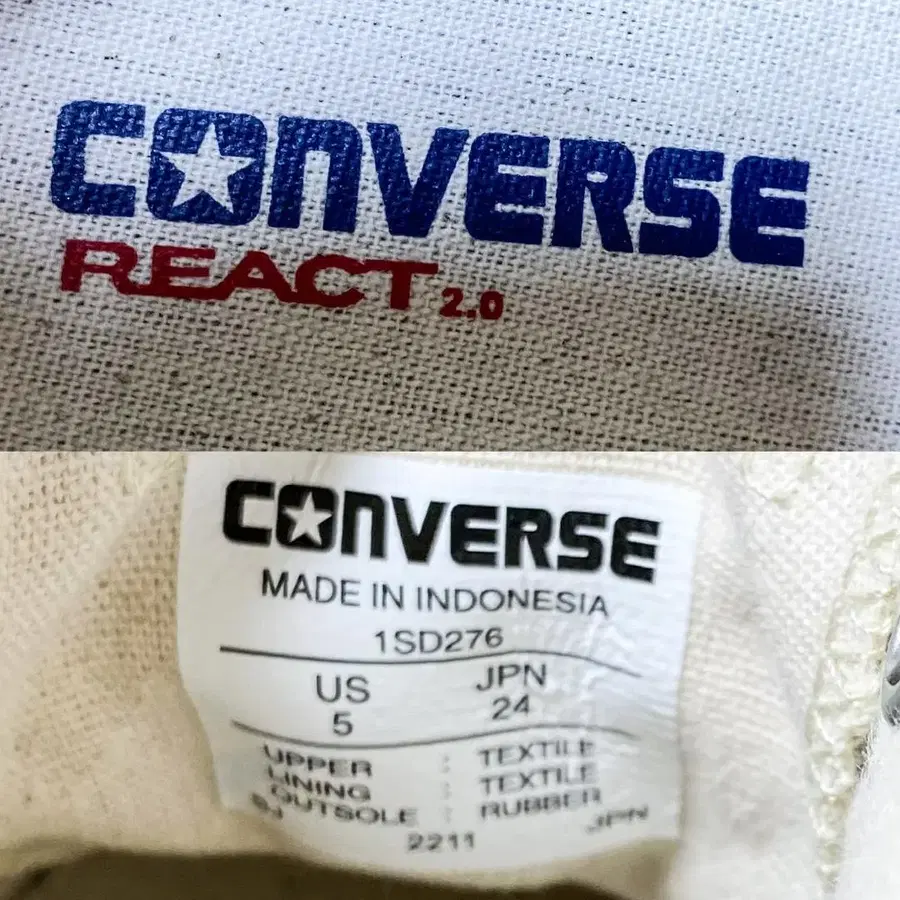 CONVERSE
REACT 2.0
CONVERSE
MADE IN INDONESIA
1SD276
US JPN
5 24
UPPER : TEXTILE
LINING : TEXTILE
OUTSOLE : RUBBER
JPN
2211